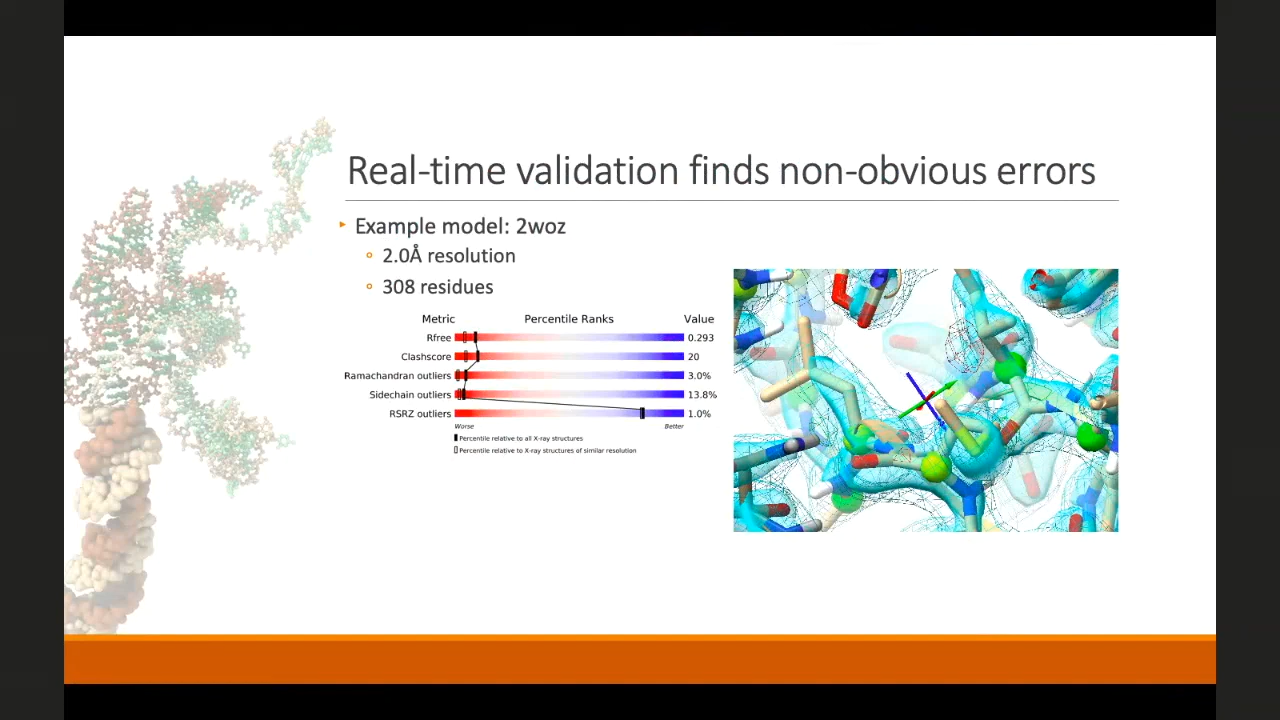 Real-time validation finds non-obvious errors
Example model: 2woz
2.0Å resolution
308 residues
Metric Percentile Ranks Value
Rfree 0.293
Clashscore 20
Ramachandran outliers 3.0%
Sidechain outliers 13.8%
RSRZ outliers 1.0%
Worse Better
Percentile relative to all X-ray structures
Percentile relative to X-ray structures of similar resolution